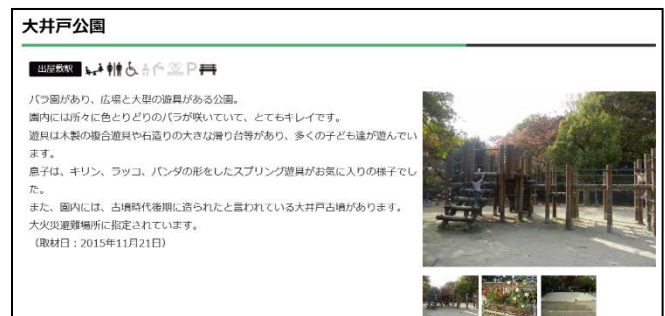 大井戸公園
出屋敷駅
P
バラ園があり、広場と大型の遊具がある公園。
園内には所々に色とりどりのバラが咲いていて、とてもキレイです。
遊具は木製の複合遊具や石造りの大きな滑り台等があり、多くの子ども達が遊んでい
ます。
息子は、キリン、ラッコ、パンダの形をしたスプリング遊具がお気に入りの様子でし
た。
また、園内には、古墳時代後期に造られたと言われている大井戸古墳があります。
大火災避難場所に指定されています。
（取材日：2015年11月21日）